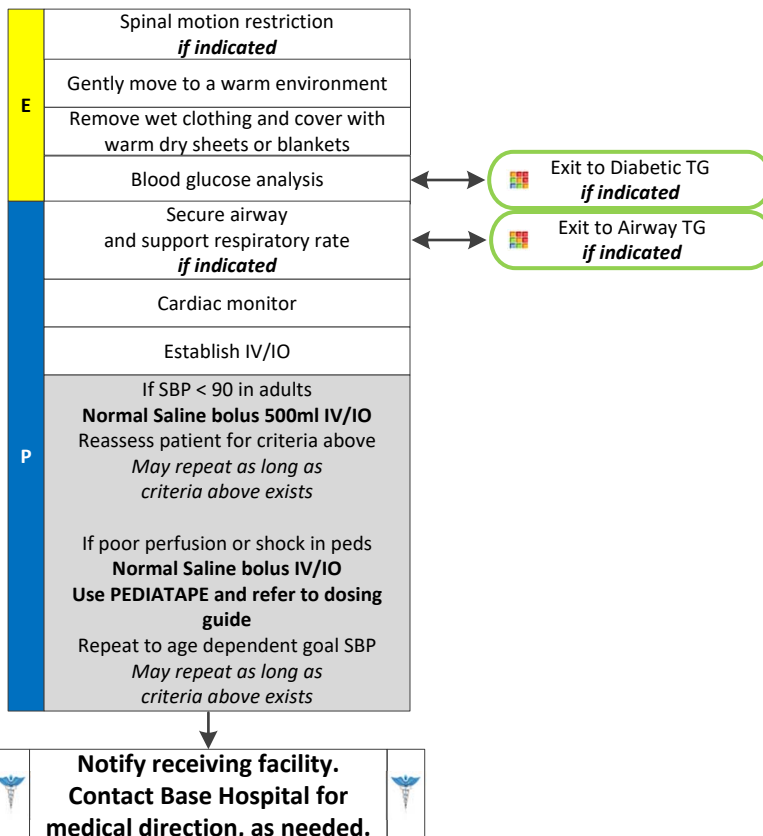 Spinal motion restriction
if indicated
Gently move to a warm environment
E
Remove wet clothing and cover with
warm dry sheets or blankets
Blood glucose analysis
Exit to Diabetic TG
if indicated
Secure airway
and support respiratory rate
if indicated
Exit to Airway TG
if indicated
Cardiac monitor
Establish IV/IO
P
If SBP < 90 in adults
Normal Saline bolus 500ml IV/IO
Reassess patient for criteria above
May repeat as long as
criteria above exists
If poor perfusion or shock in peds
Normal Saline bolus IV/IO
Use PEDIATAPE and refer to dosing
guide
Repeat to age dependent goal SBP
May repeat as long as
criteria above exists
Notify receiving facility.
Contact Base Hospital for
medical direction, as needed.